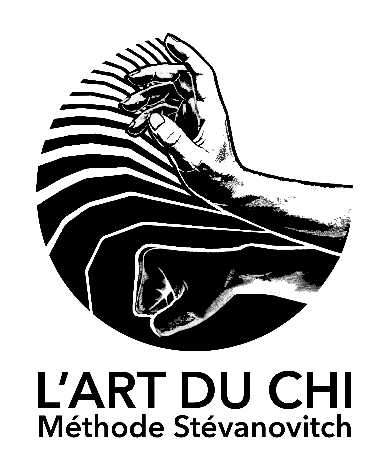 L'ART DU CHI
Méthode Stévanovitch